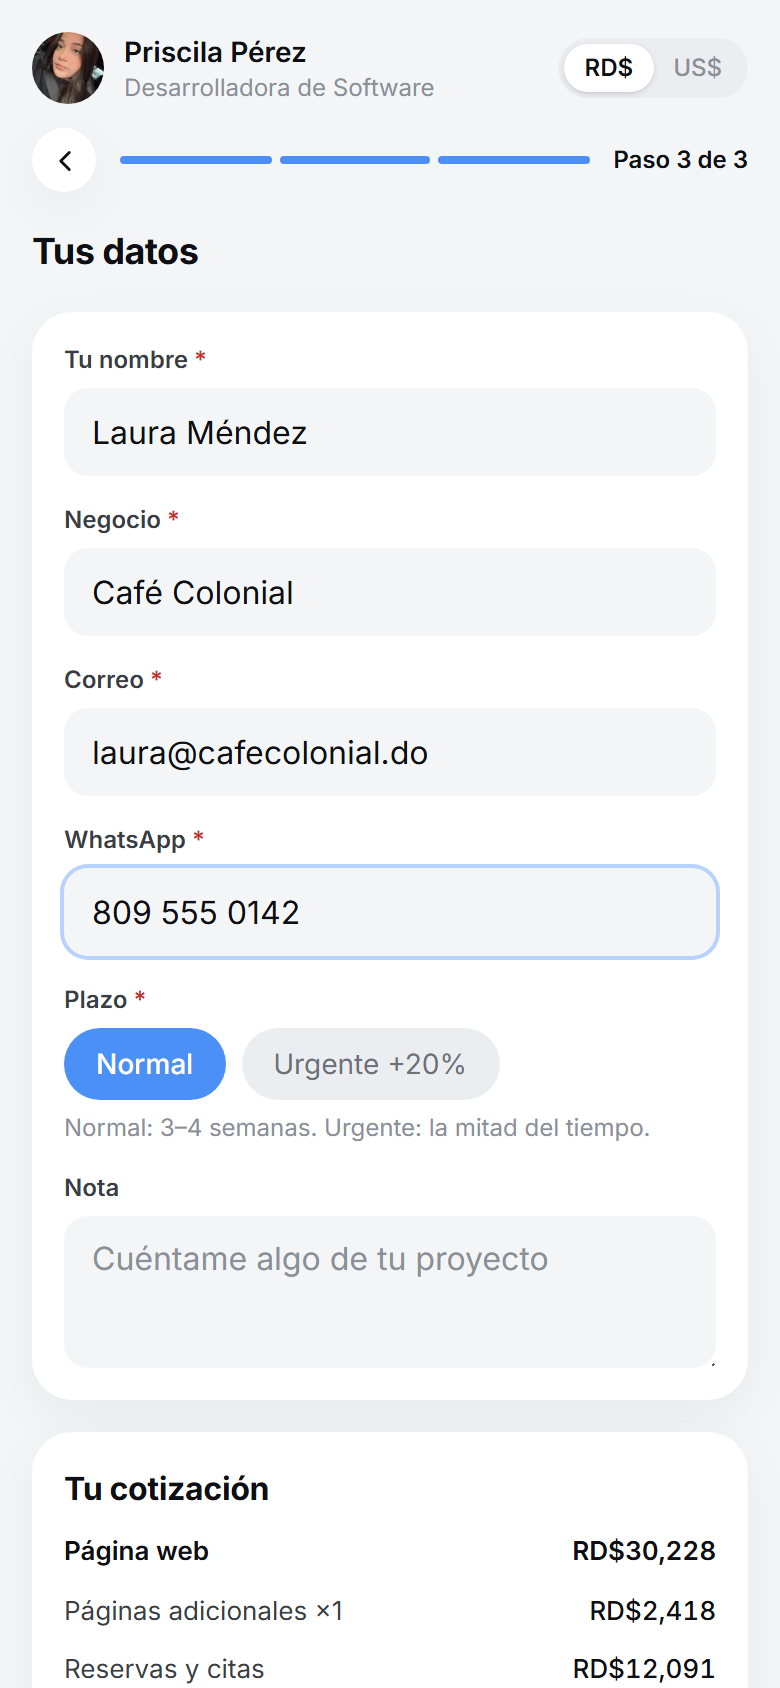 Priscila Pérez
Desarrolladora de Software
RD$ US$
Paso 3 de 3
Tus datos
Tu nombre *
Laura Méndez
Negocio *
Café Colonial
Correo *
laura@cafecolonial.do
WhatsApp *
809 555 0142
Plazo *
Normal Urgente +20%
Normal: 3–4 semanas. Urgente: la mitad del tiempo.
Nota
Cuéntame algo de tu proyecto
Tu cotización
Página web RD$30,228
Páginas adicionales ×1 RD$2,418
Reservas y citas RD$12,091